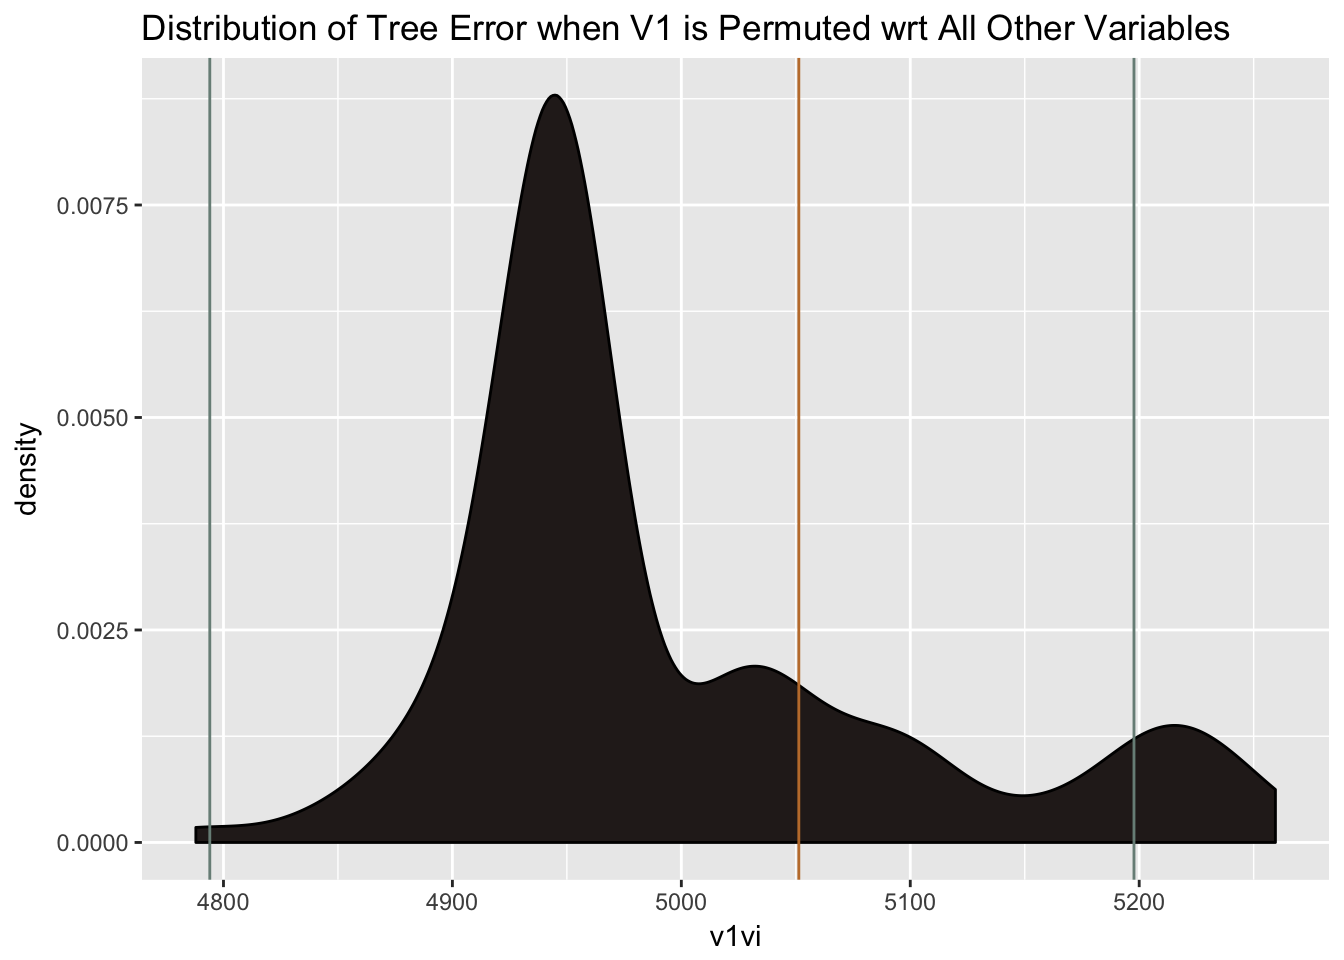 Distribution of Tree Error when V1 is Permuted wrt All Other Variables
0.0075
0.0050
0.0025
0.0000
density
4800 4900 5000 5100 5200
v1vi